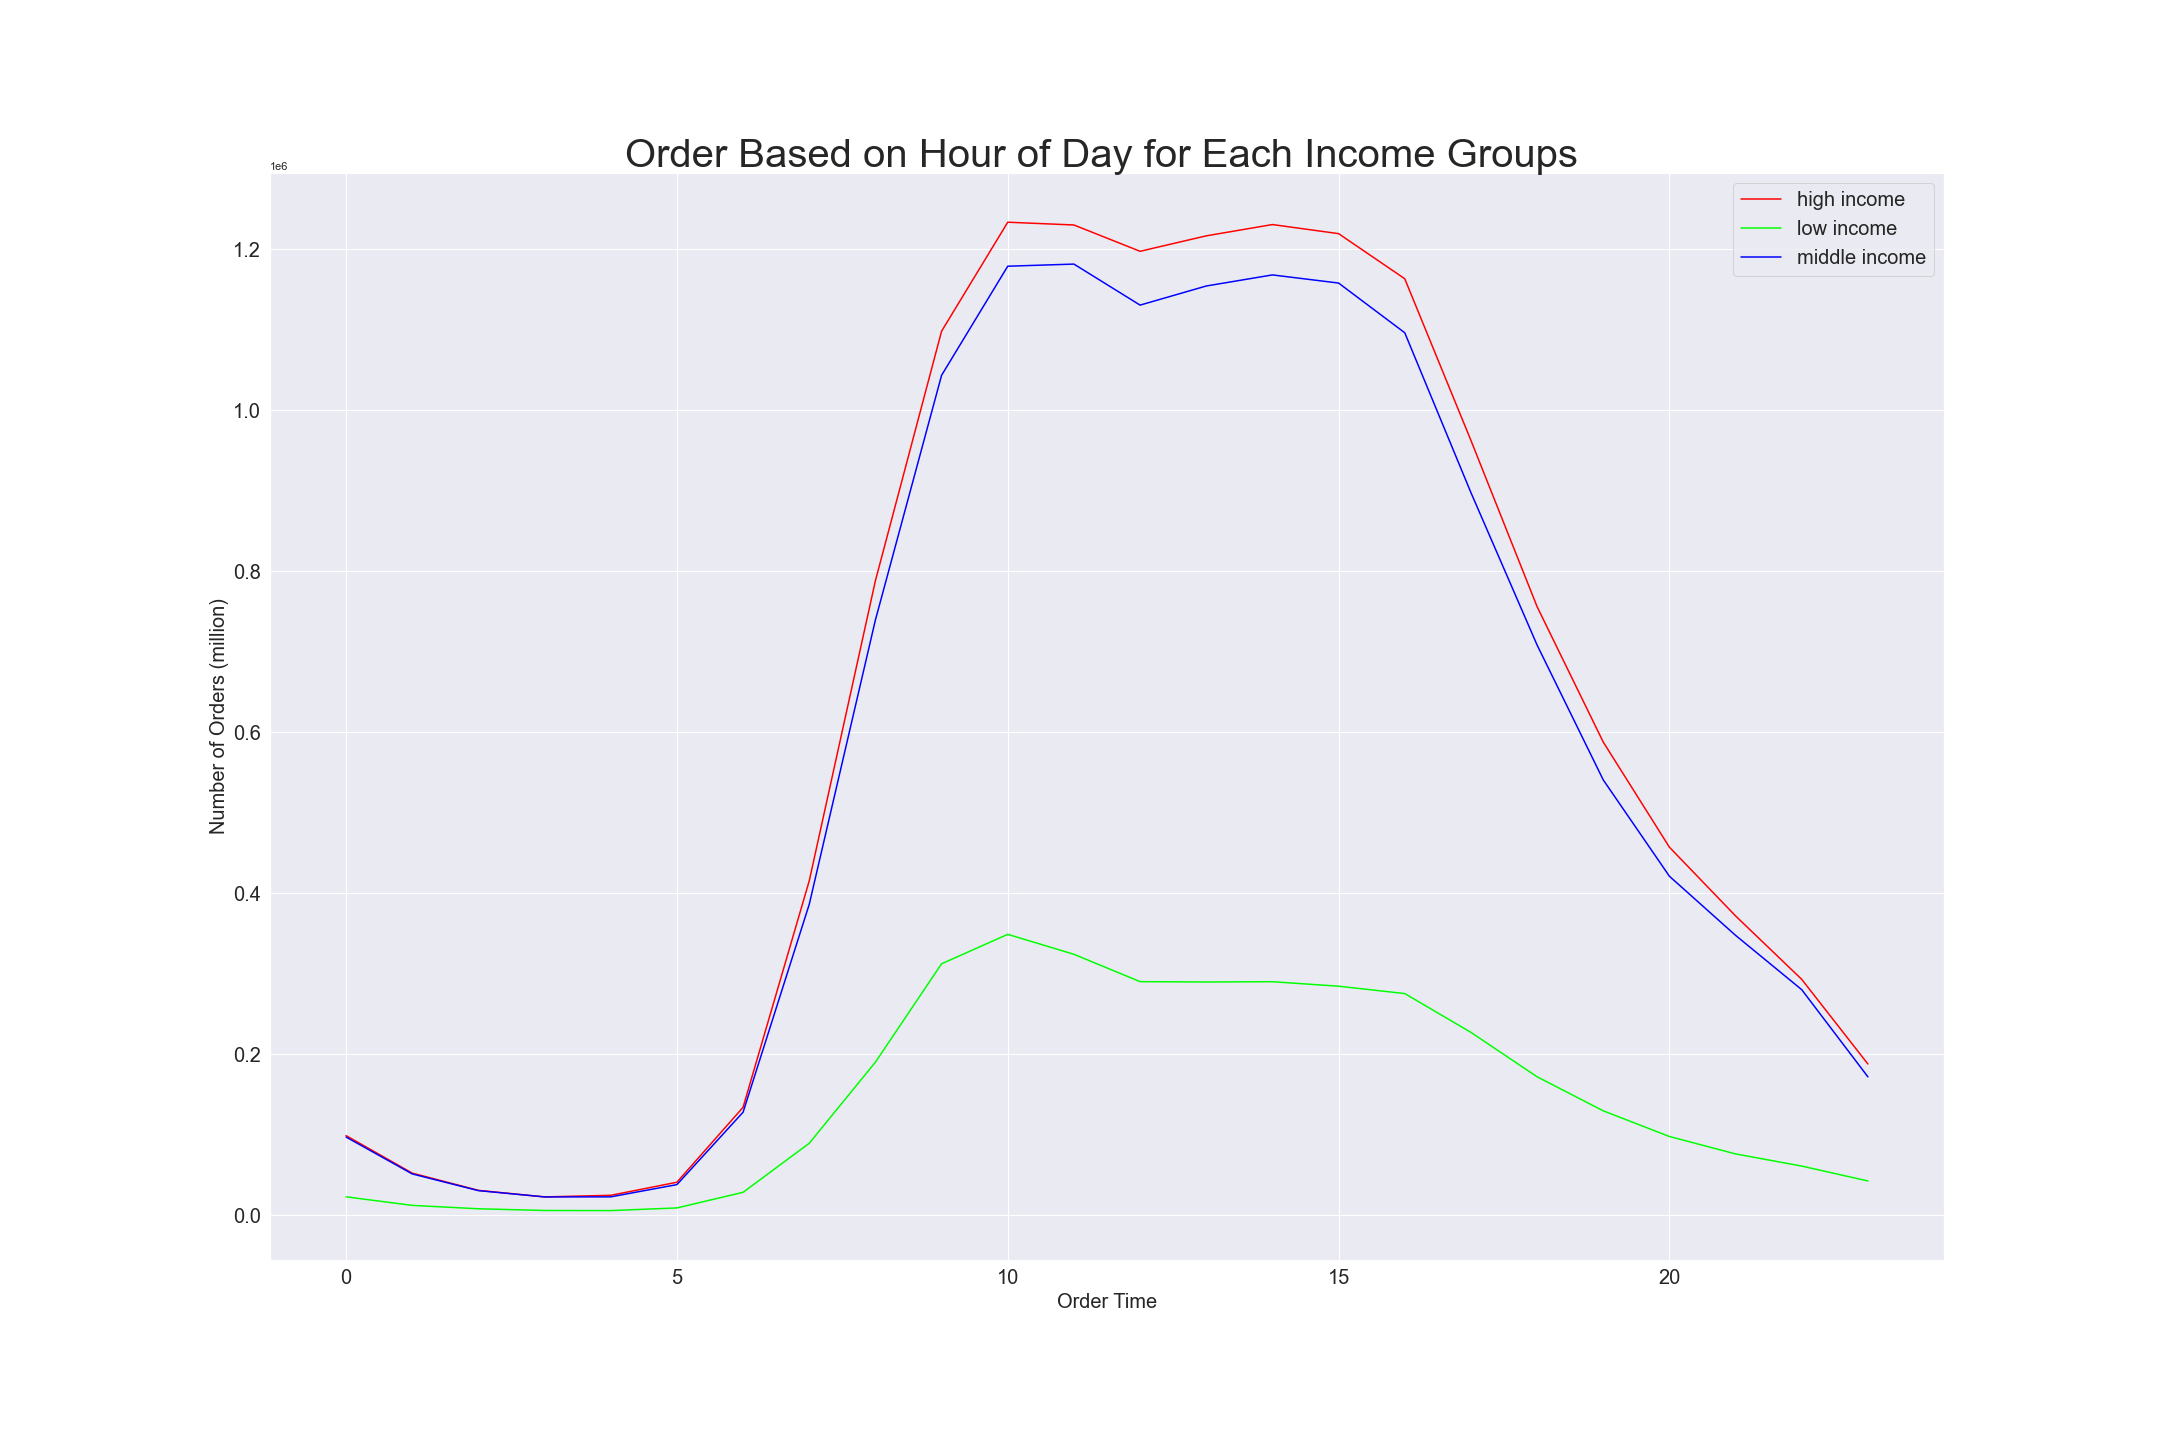 Order Based on Hour of Day for Each Income Groups
1e6
high income
low income
middle income
1.2
1.0
0.8
0.6
0.4
0.2
0.0
Number of Orders (million)
0 5 10 15 20
Order Time